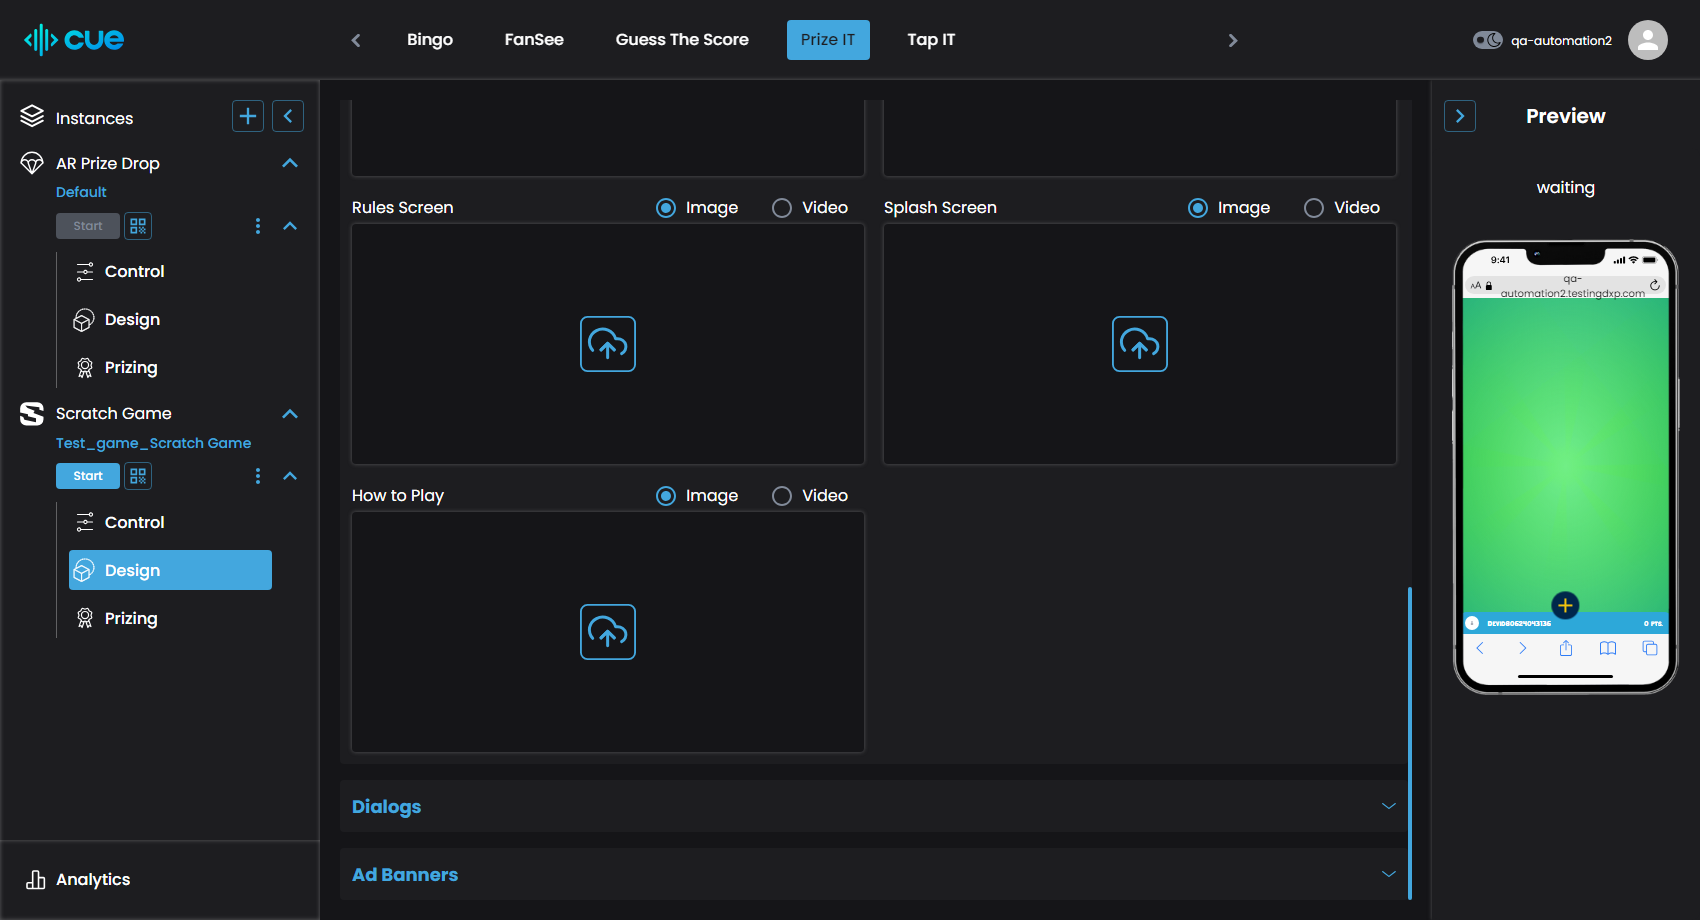 cue
Bingo
FanSee
Guess The Score
Prize IT
Tap IT
qa-automation2
Instances
AR Prize Drop
Default
Start
Control
Design
Prizing
Scratch Game
Test_game_Scratch Game
Start
Control
Design
Prizing
Analytics
Rules Screen
Image
Video
Splash Screen
Image
Video
How to Play
Image
Video
Dialogs
Ad Banners
Preview
waiting
9:41
AA
qa-
automation2.testingdxp.com
0 PTS.